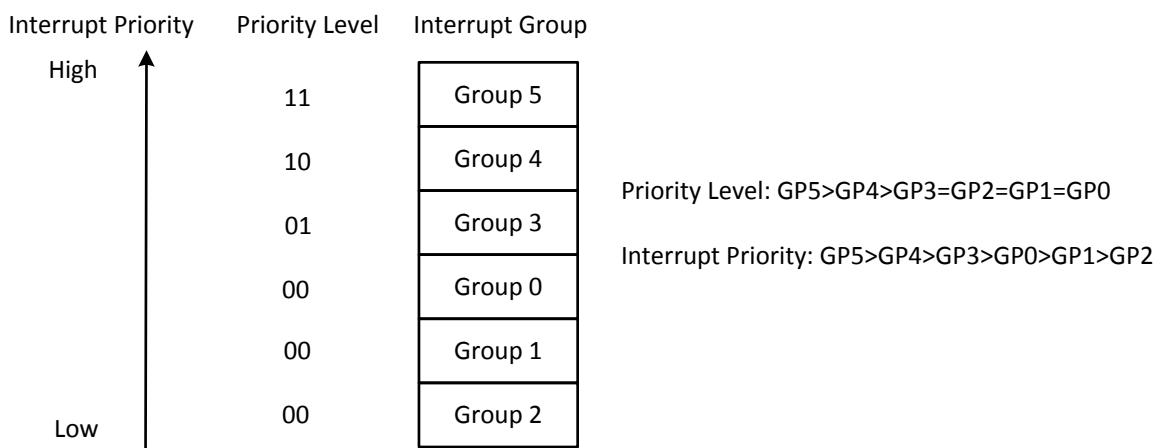 Interrupt Priority Priority Level Interrupt Group
High
11 Group 5
10 Group 4
Priority Level: GP5>GP4>GP3=GP2=GP1=GP0
01 Group 3
Interrupt Priority: GP5>GP4>GP3>GP0>GP1>GP2
00 Group 0
00 Group 1
00 Group 2
Low